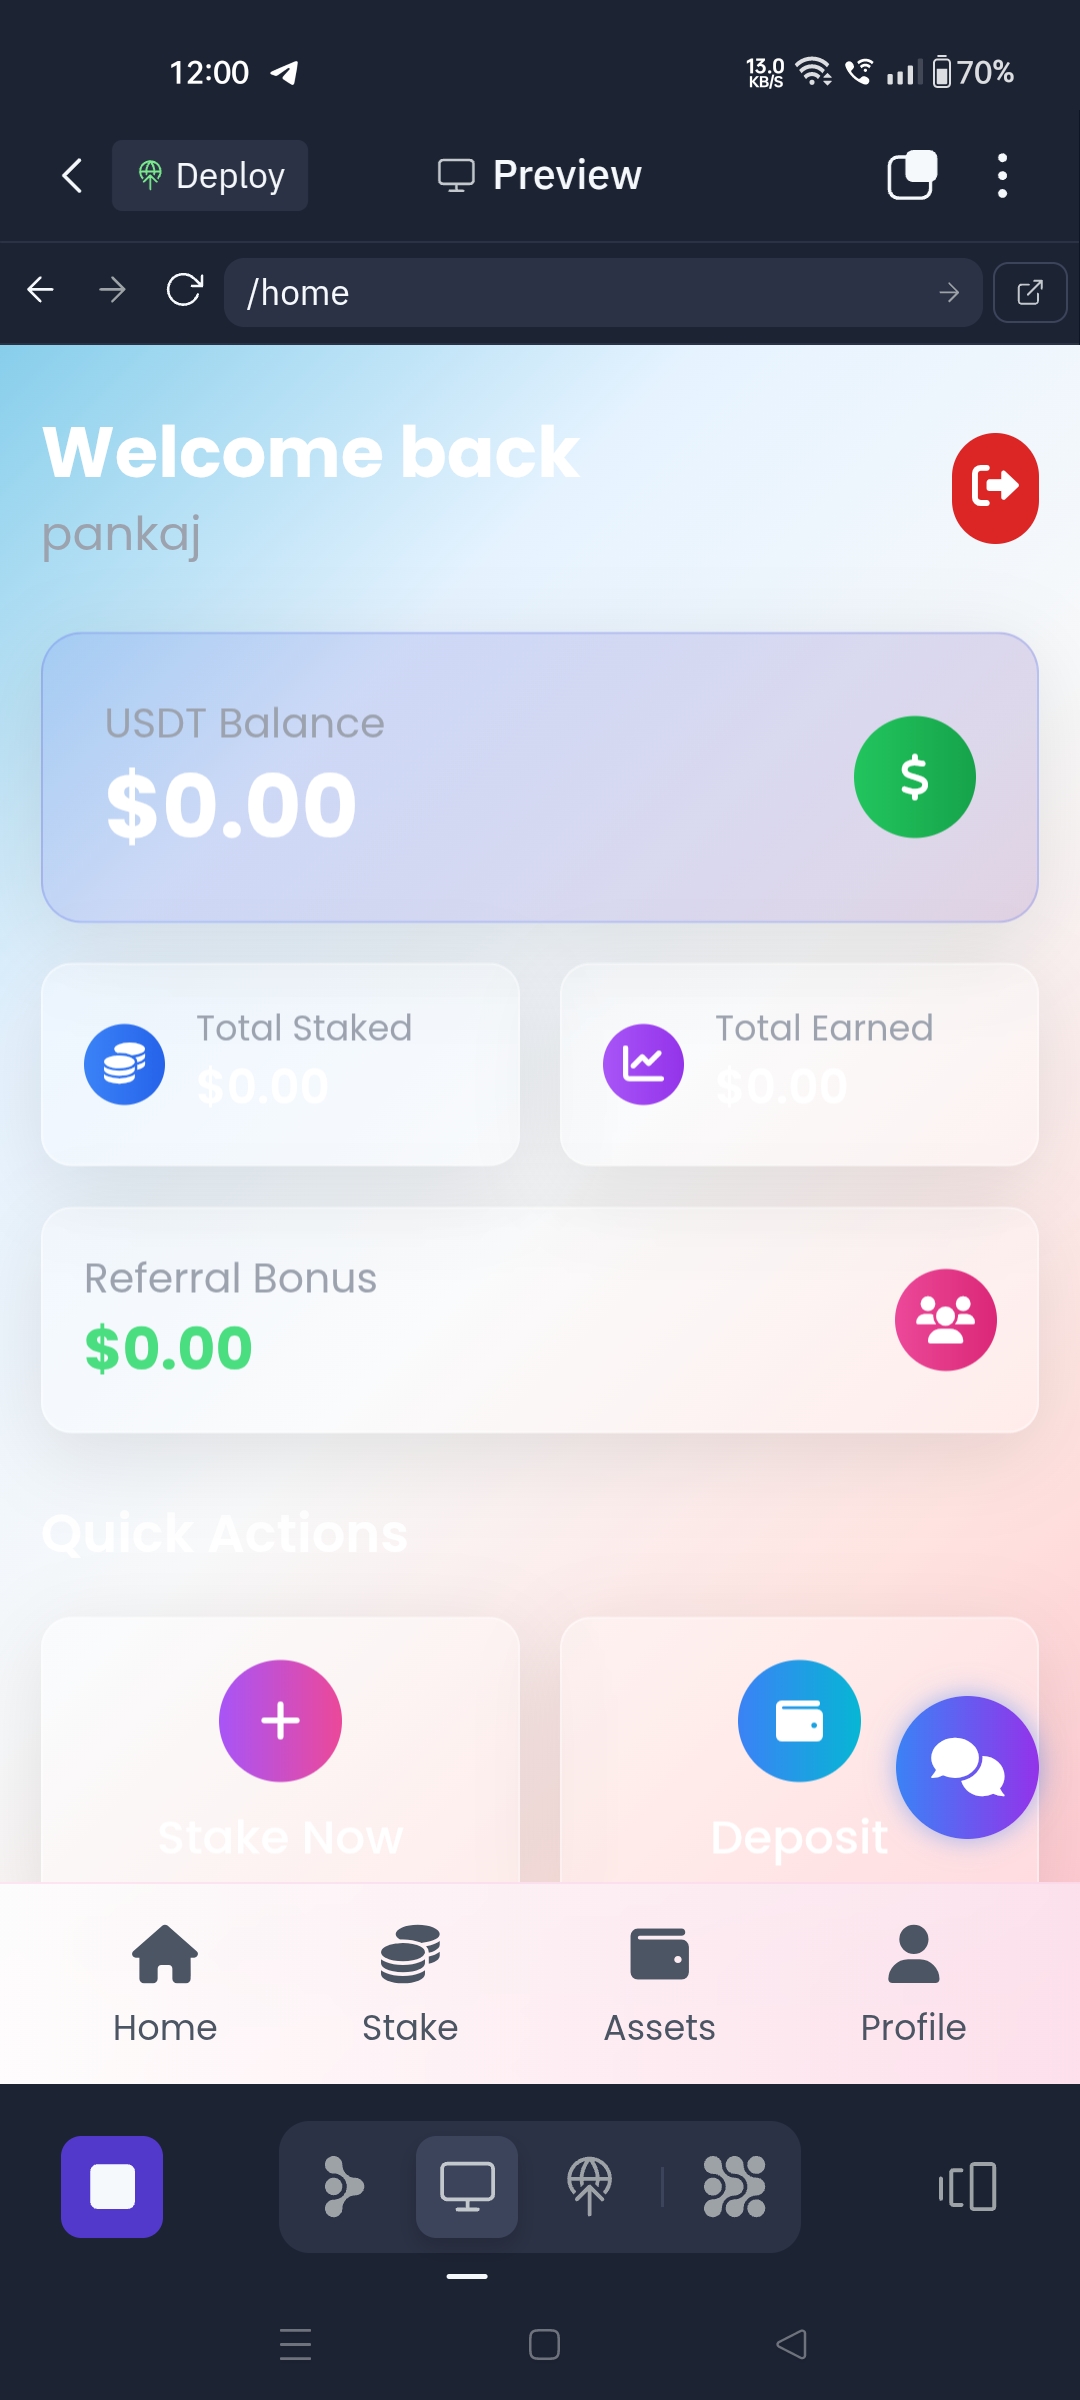 12:00
13.0
KB/S
70%
Deploy
Preview
/home
Welcome back
pankaj
USDT Balance
$0.00
$
Total Staked
$0.00
Total Earned
$0.00
Referral Bonus
$0.00
Quick Actions
Stake Now
Deposit
Home
Stake
Assets
Profile